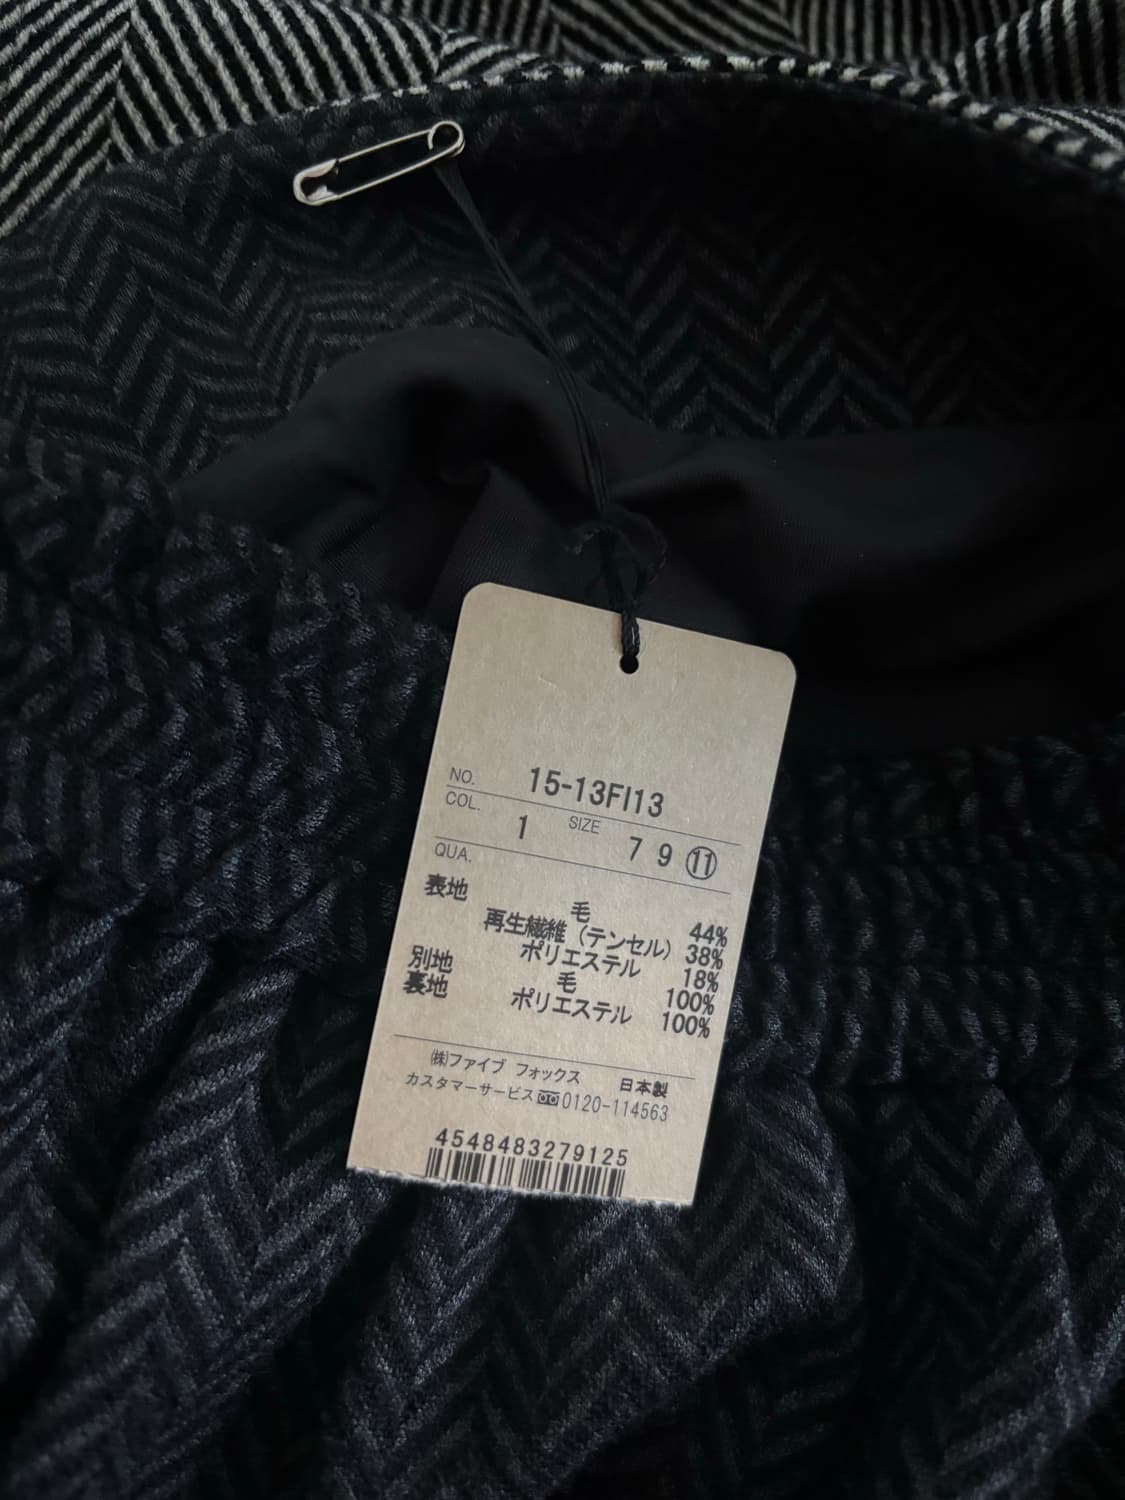 NO. 15-13FI13
COL. 1 SIZE 7 9 ⑪
QUA.
表地 毛 44%
再生繊維（テンセル） 38%
ポリエステル 18%
別地 毛 100%
裏地 ポリエステル 100%
㈱ファイブ フォックス 日本製
カスタマーサービス 0120-114563
4548483279125